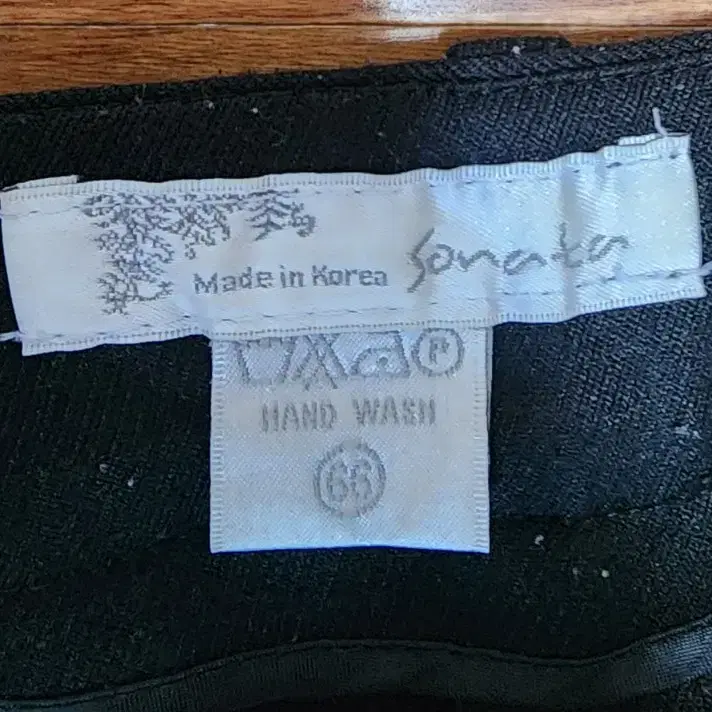 Made in Korea Sonata
P
HAND WASH
66